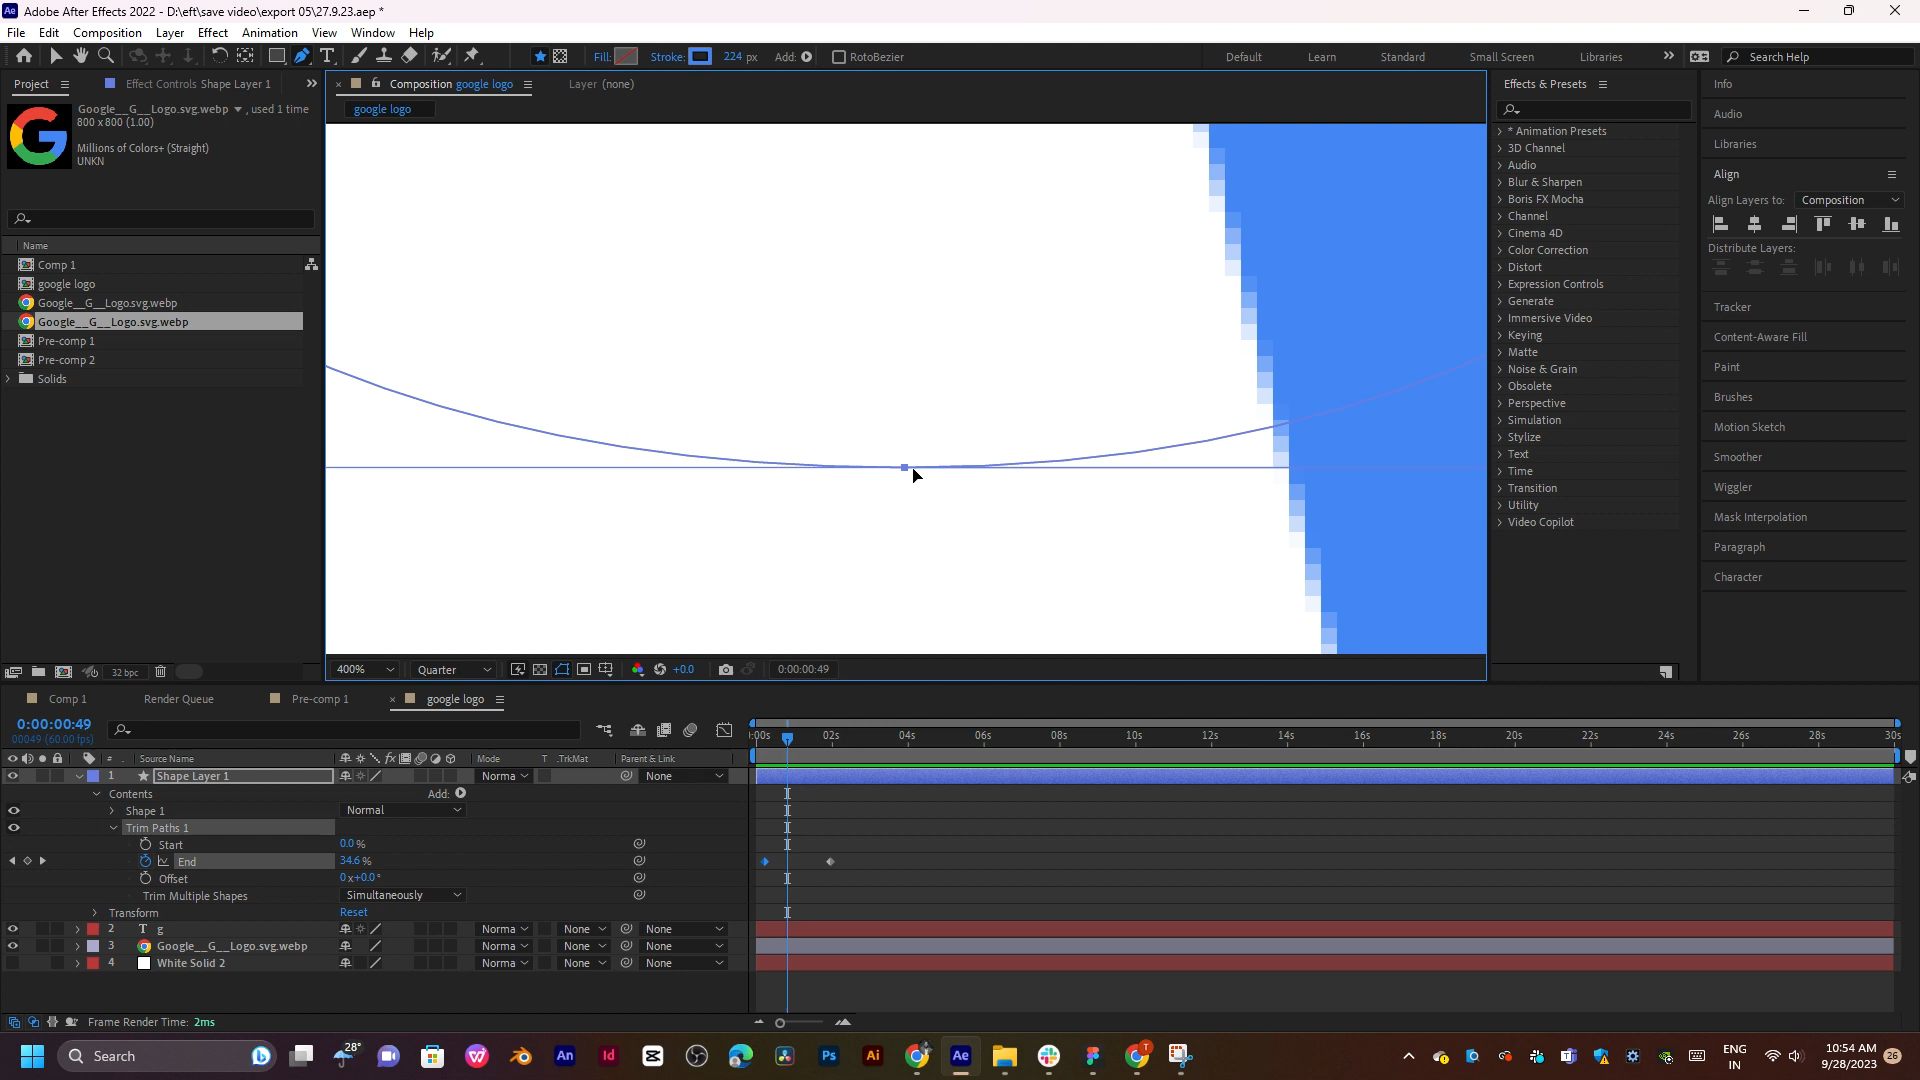 Adobe After Effects 2022 - D:\eft\save video\export 05\27.9.23.aep *
File Edit Composition Layer Effect Animation View Window Help
Fill: Stroke: 224 px Add: RotoBezier Default Learn Standard Small Screen Libraries Search Help
Project Effect Controls Shape Layer 1
Composition google logo Layer (none)
google logo
Google__G__Logo.svg.webp , used 1 time
800 x 800 (1.00)
Millions of Colors+ (Straight)
UNKN
Name
Comp 1
google logo
Google__G__Logo.svg.webp
Google__G__Logo.svg.webp
Pre-comp 1
Pre-comp 2
Solids
32 bpc
400% Quarter +0.0 0:00:00:49
Effects & Presets
* Animation Presets
3D Channel
Audio
Blur & Sharpen
Boris FX Mocha
Channel
Cinema 4D
Color Correction
Distort
Expression Controls
Generate
Immersive Video
Keying
Matte
Noise & Grain
Obsolete
Perspective
Simulation
Stylize
Text
Time
Transition
Utility
Video Copilot
Info
Audio
Libraries
Align
Align Layers to: Composition
Distribute Layers:
Tracker
Content-Aware Fill
Paint
Brushes
Motion Sketch
Smoother
Wiggler
Mask Interpolation
Paragraph
Character
Comp 1 Render Queue Pre-comp 1 google logo
0:00:00:49
00049 (60.00 fps)
:00s 02s 04s 06s 08s 10s 12s 14s 16s 18s 20s 22s 24s 26s 28s 30s
# Source Name Mode T .TrkMat Parent & Link
1 Shape Layer 1 Norma None
Contents Add:
Shape 1 Normal
Trim Paths 1
Start 0.0 %
End 34.6 %
Offset 0x+0.0°
Trim Multiple Shapes Simultaneously
Transform Reset
2 T g Norma None None
3 Google__G__Logo.svg.webp Norma None None
4 White Solid 2 Norma None None
Frame Render Time: 2ms
Search 28° ENG IN 10:54 AM 9/28/2023 26